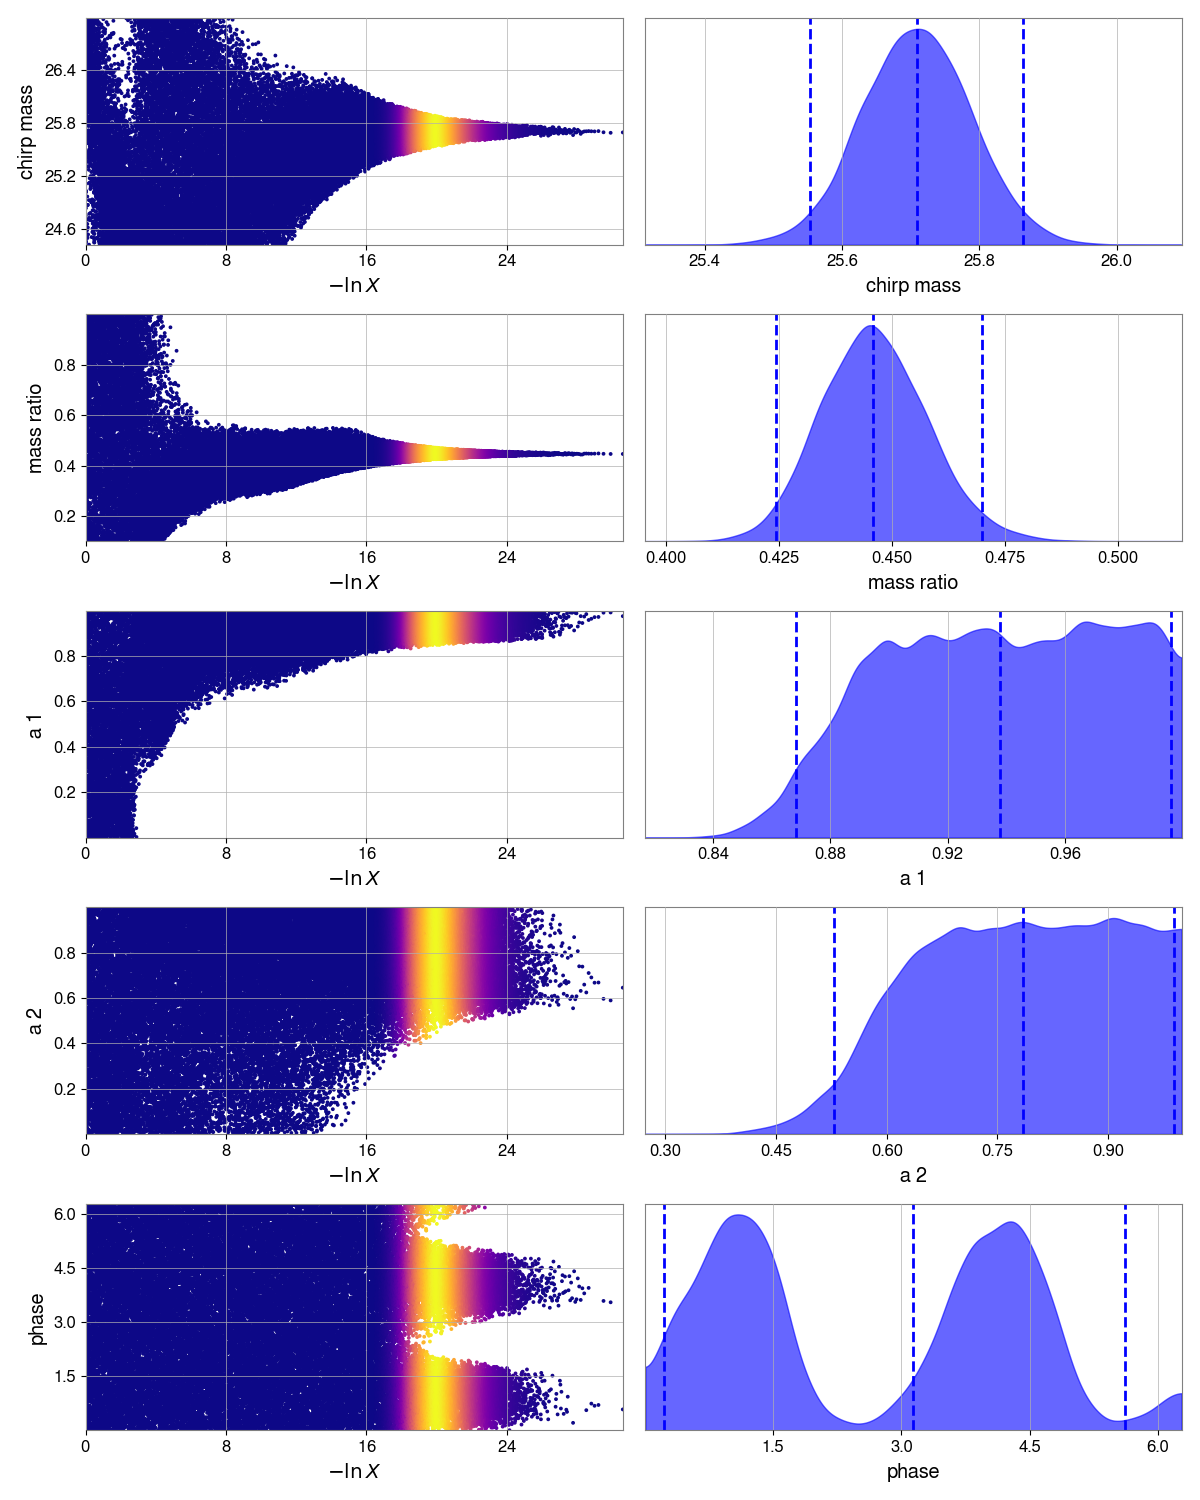 chirp mass
26.4
25.8
25.2
24.6
0 8 16 24
−ln X
25.4 25.6 25.8 26.0
chirp mass
mass ratio
0.8
0.6
0.4
0.2
0 8 16 24
−ln X
0.400 0.425 0.450 0.475 0.500
mass ratio
a 1
0.8
0.6
0.4
0.2
0 8 16 24
−ln X
0.84 0.88 0.92 0.96
a 1
a 2
0.8
0.6
0.4
0.2
0 8 16 24
−ln X
0.30 0.45 0.60 0.75 0.90
a 2
phase
6.0
4.5
3.0
1.5
0 8 16 24
−ln X
1.5 3.0 4.5 6.0
phase